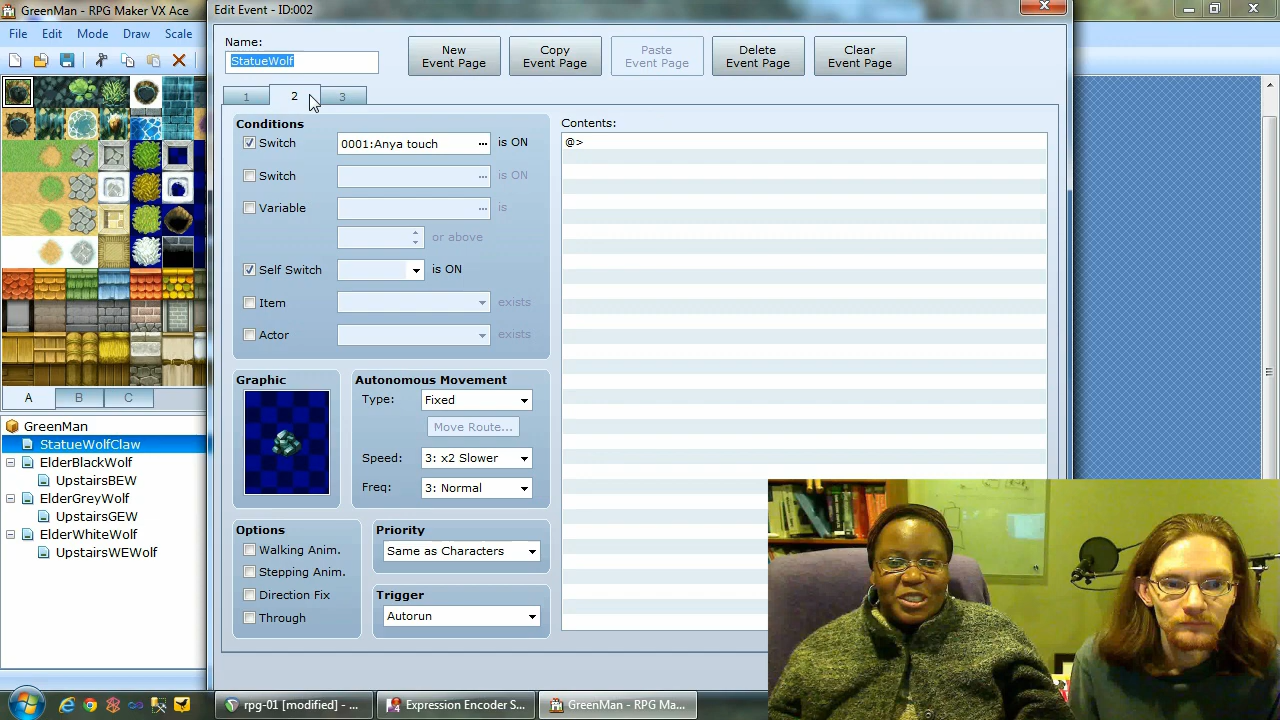 GreenMan - RPG Maker VX Ace
Edit Event - ID:002
File Edit Mode Draw Scale
Name:
StatueWolf
New
Event Page
Copy
Event Page
Paste
Event Page
Delete
Event Page
Clear
Event Page
1 2 3
Conditions
Switch 0001:Anya touch ... is ON
Switch ... is ON
Variable ... is
or above
Self Switch is ON
Item exists
Actor exists
Contents:
@>
Graphic
Autonomous Movement
Type: Fixed
Move Route...
Speed: 3: x2 Slower
Freq: 3: Normal
Options
Walking Anim.
Stepping Anim.
Direction Fix
Through
Priority
Same as Characters
Trigger
Autorun
A B C
GreenMan
StatueWolfClaw
ElderBlackWolf
UpstairsBEW
ElderGreyWolf
UpstairsGEW
ElderWhiteWolf
UpstairsWEWolf
rpg-01 [modified] - ...
Expression Encoder S...
GreenMan - RPG Ma...